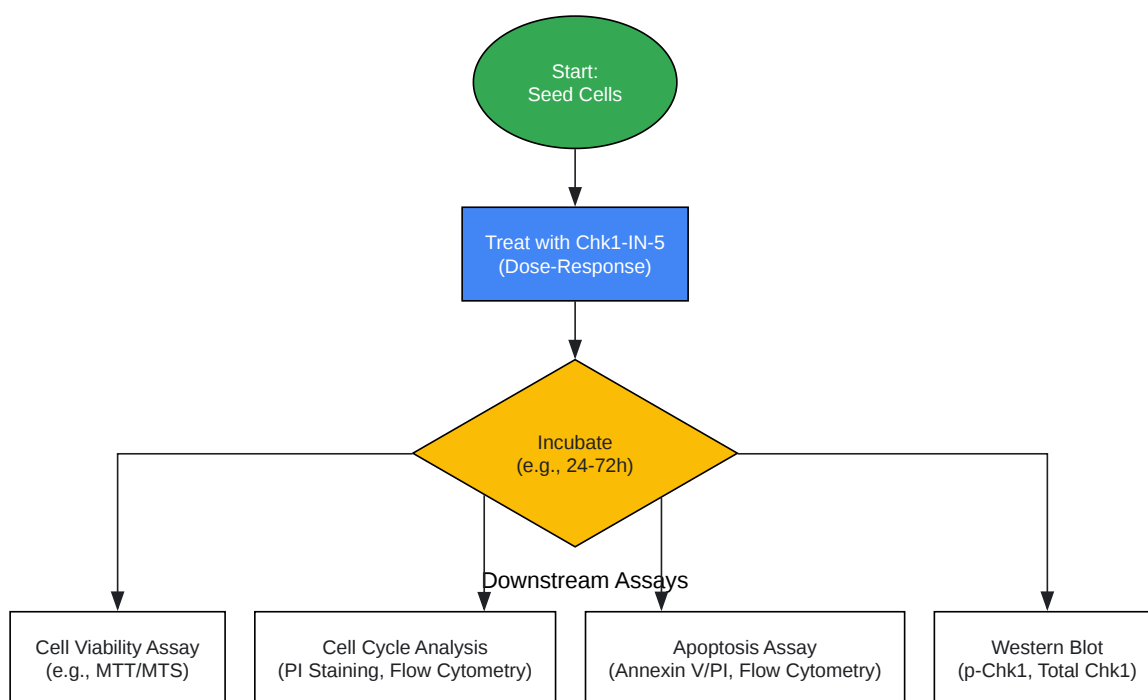 Start:
Seed Cells
Treat with Chk1-IN-5
(Dose-Response)
Incubate
(e.g., 24-72h)
Downstream Assays
Cell Viability Assay
(e.g., MTT/MTS)
Cell Cycle Analysis
(PI Staining, Flow Cytometry)
Apoptosis Assay
(Annexin V/PI, Flow Cytometry)
Western Blot
(p-Chk1, Total Chk1)